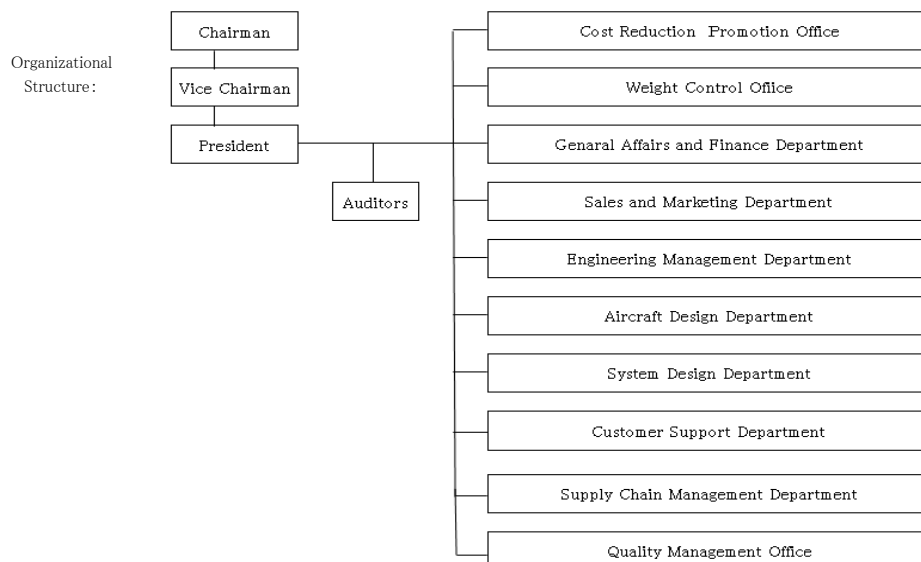 Organizational
Structure:
Chairman
Vice Chairman
President
Auditors
Cost Reduction Promotion Office
Weight Control Ofiice
Genaral Affairs and Finance Department
Sales and Marketing Department
Engineering Management Department
Aircraft Design Department
System Design Department
Customer Support Department
Supply Chain Management Department
Quality Management Office